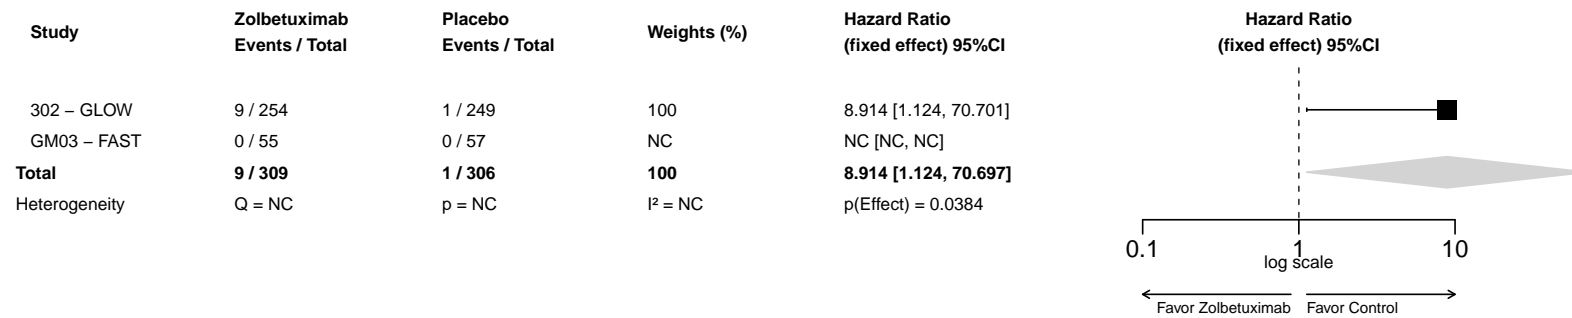 Study Zolbetuximab Placebo Weights (%) Hazard Ratio Hazard Ratio
Events / Total Events / Total (fixed effect) 95%CI (fixed effect) 95%CI
302 – GLOW 9 / 254 1 / 249 100 8.914 [1.124, 70.701]
GM03 – FAST 0 / 55 0 / 57 NC NC [NC, NC]
Total 9 / 309 1 / 306 100 8.914 [1.124, 70.697]
Heterogeneity Q = NC p = NC I² = NC p(Effect) = 0.0384
0.1 1 10
log scale
Favor Zolbetuximab Favor Control